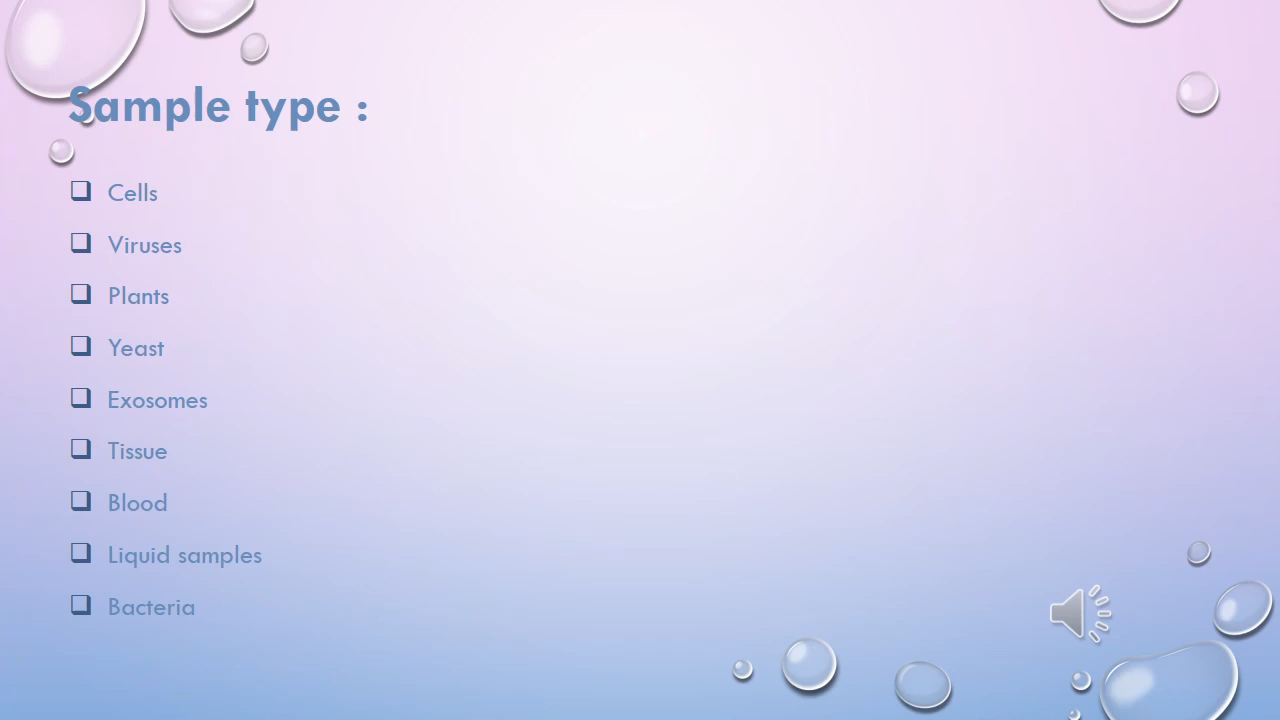 Sample type :
❑ Cells
❑ Viruses
❑ Plants
❑ Yeast
❑ Exosomes
❑ Tissue
❑ Blood
❑ Liquid samples
❑ Bacteria